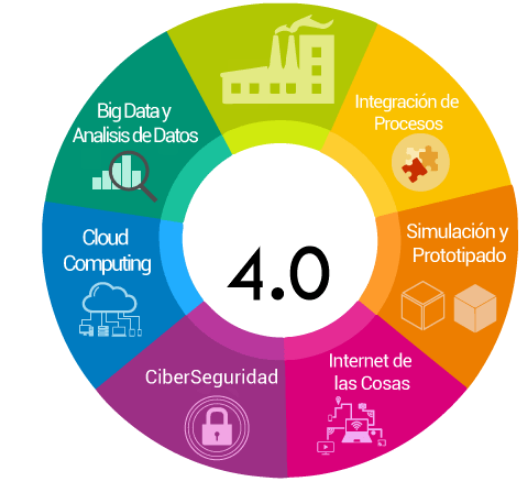 Big Data y
Analisis de Datos
Integración de
Procesos
Cloud
Computing
4.0
Simulación y
Prototipado
CiberSeguridad
Internet de
las Cosas